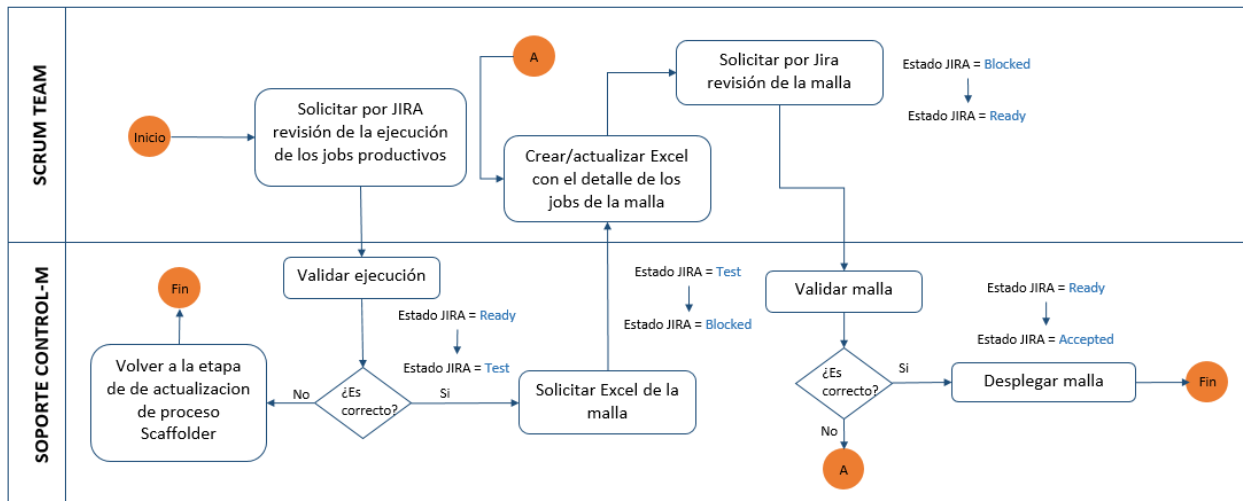 SCRUM TEAM
Inicio
Solicitar por JIRA
revisión de la ejecución
de los jobs productivos
A
Crear/actualizar Excel
con el detalle de los
jobs de la malla
Solicitar por Jira
revisión de la malla
Estado JIRA = Blocked
Estado JIRA = Ready
SOPORTE CONTROL-M
Fin
Volver a la etapa
de de actualizacion
de proceso
Scaffolder
Validar ejecución
No
¿Es
correcto?
Si
Estado JIRA = Ready
Estado JIRA = Test
Solicitar Excel de la
malla
Estado JIRA = Test
Estado JIRA = Blocked
Validar malla
¿Es
correcto?
Si
No
A
Estado JIRA = Ready
Estado JIRA = Accepted
Desplegar malla
Fin